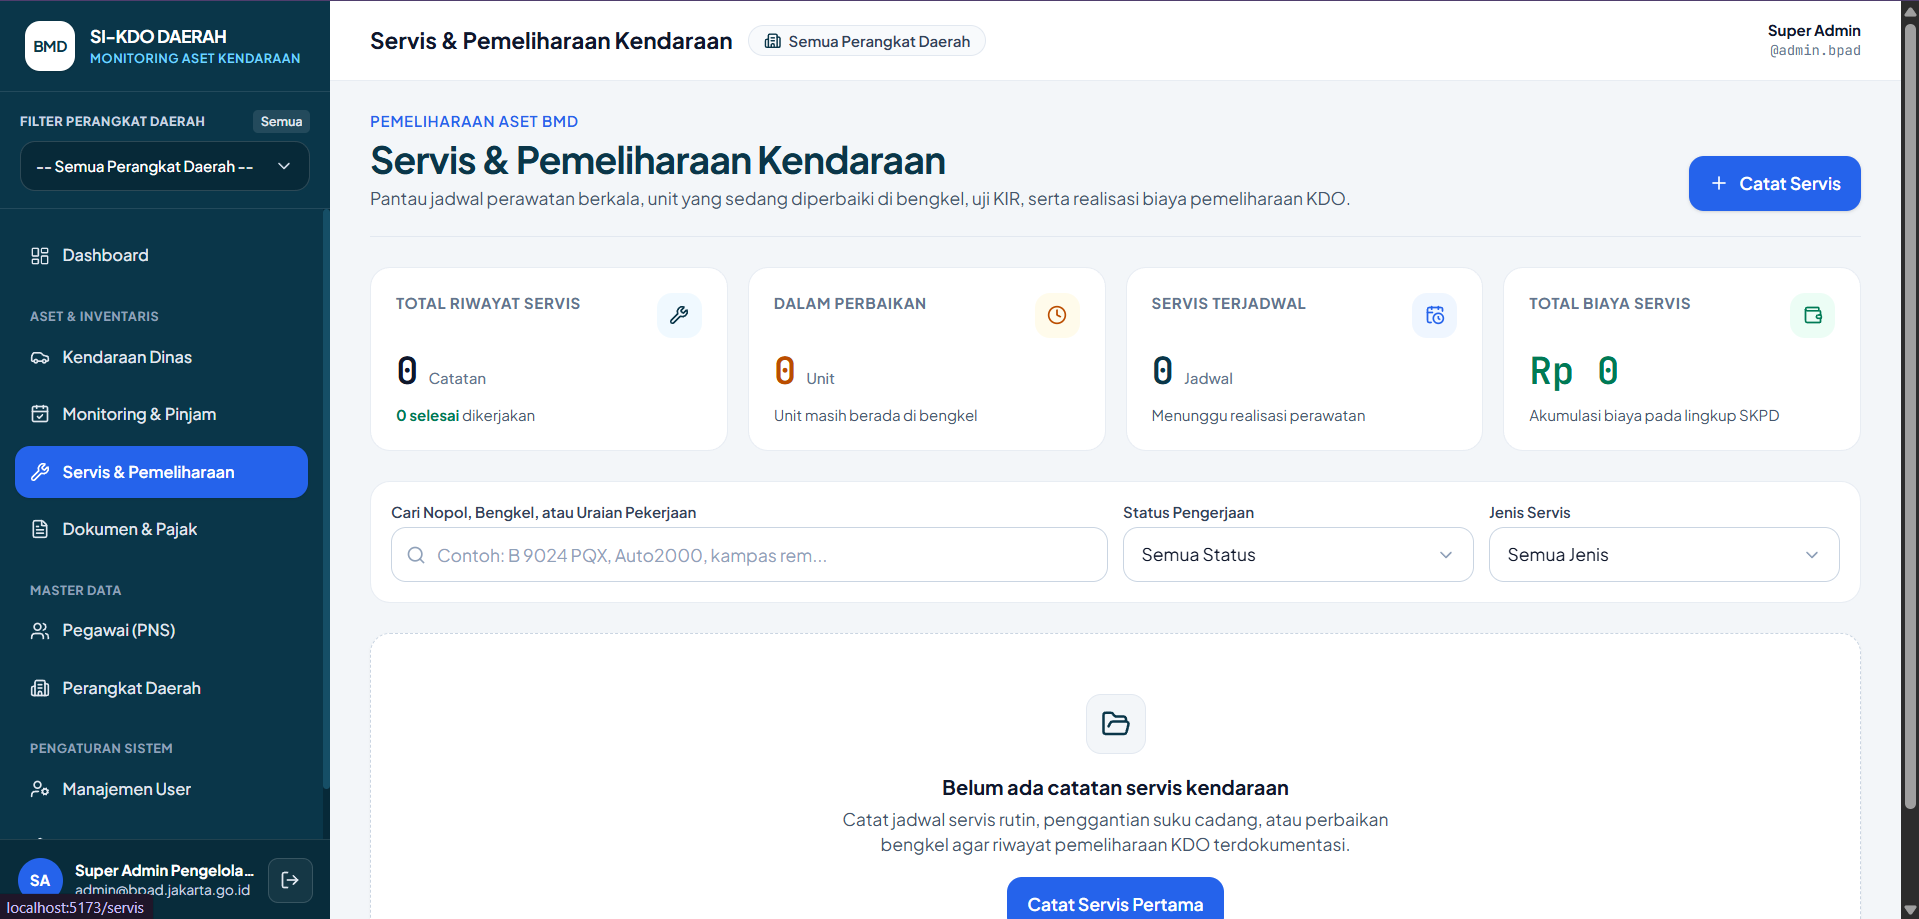 BMD
SI-KDO DAERAH
MONITORING ASET KENDARAAN
FILTER PERANGKAT DAERAH
Semua
-- Semua Perangkat Daerah --
Dashboard
ASET & INVENTARIS
Kendaraan Dinas
Monitoring & Pinjam
Servis & Pemeliharaan
Dokumen & Pajak
MASTER DATA
Pegawai (PNS)
Perangkat Daerah
PENGATURAN SISTEM
Manajemen User
SA
Super Admin Pengelola...
admin@bpad.jakarta.go.id
localhost:5173/servis
Servis & Pemeliharaan Kendaraan
Semua Perangkat Daerah
Super Admin
@admin.bpad
PEMELIHARAAN ASET BMD
Servis & Pemeliharaan Kendaraan
Pantau jadwal perawatan berkala, unit yang sedang diperbaiki di bengkel, uji KIR, serta realisasi biaya pemeliharaan KDO.
+ Catat Servis
TOTAL RIWAYAT SERVIS
0 Catatan
0 selesai dikerjakan
DALAM PERBAIKAN
0 Unit
Unit masih berada di bengkel
SERVIS TERJADWAL
0 Jadwal
Menunggu realisasi perawatan
TOTAL BIAYA SERVIS
Rp 0
Akumulasi biaya pada lingkup SKPD
Cari Nopol, Bengkel, atau Uraian Pekerjaan
Contoh: B 9024 PQX, Auto2000, kampas rem...
Status Pengerjaan
Semua Status
Jenis Servis
Semua Jenis
Belum ada catatan servis kendaraan
Catat jadwal servis rutin, penggantian suku cadang, atau perbaikan
bengkel agar riwayat pemeliharaan KDO terdokumentasi.
Catat Servis Pertama